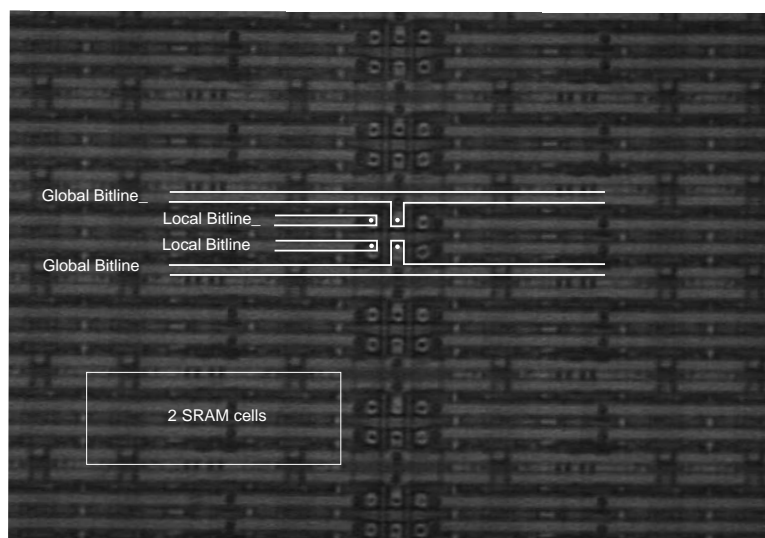 Global Bitline_
Local Bitline_
Local Bitline
Global Bitline
2 SRAM cells